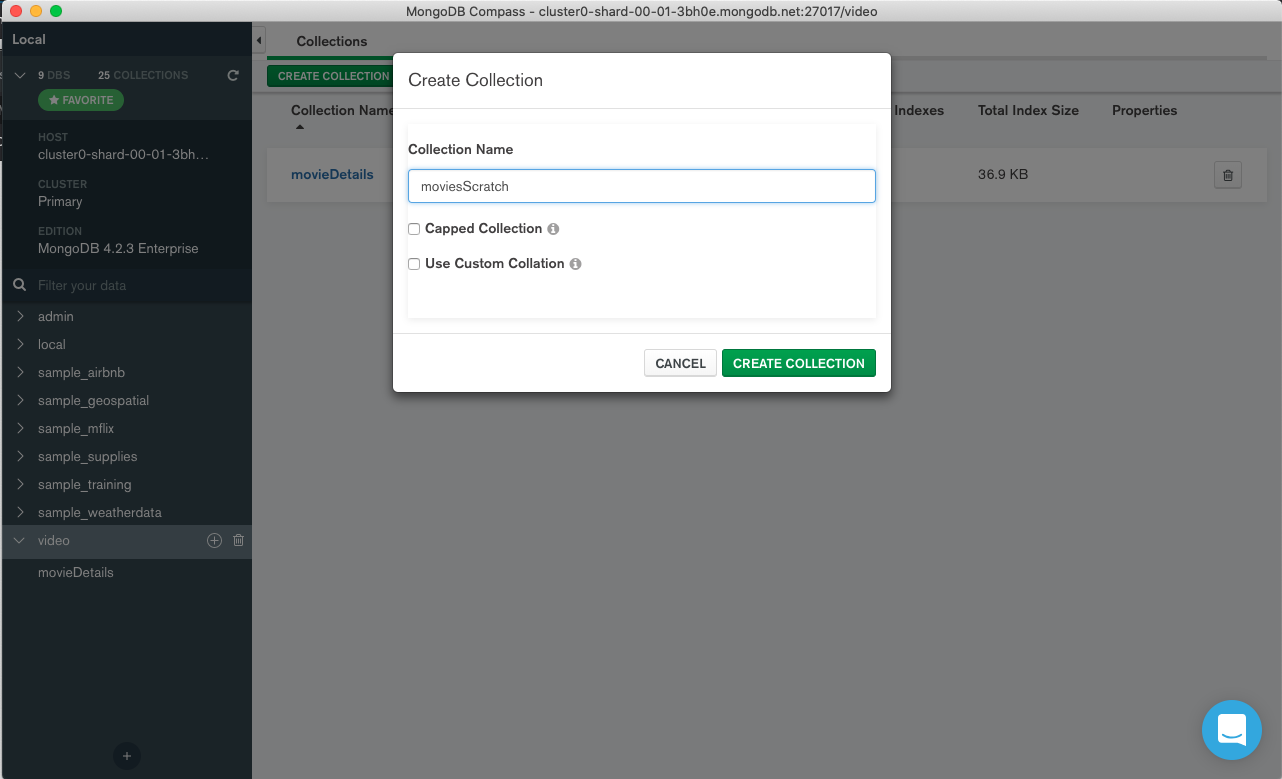 MongoDB Compass - cluster0-shard-00-01-3bh0e.mongodb.net:27017/video
Local
9 DBS 25 COLLECTIONS
FAVORITE
HOST
cluster0-shard-00-01-3bh...
CLUSTER
Primary
EDITION
MongoDB 4.2.3 Enterprise
Filter your data
admin
local
sample_airbnb
sample_geospatial
sample_mflix
sample_supplies
sample_training
sample_weatherdata
video
movieDetails
Collections
CREATE COLLECTION
Collection Name Indexes Total Index Size Properties
movieDetails 36.9 KB
Create Collection
Collection Name
moviesScratch
Capped Collection
Use Custom Collation
CANCEL CREATE COLLECTION